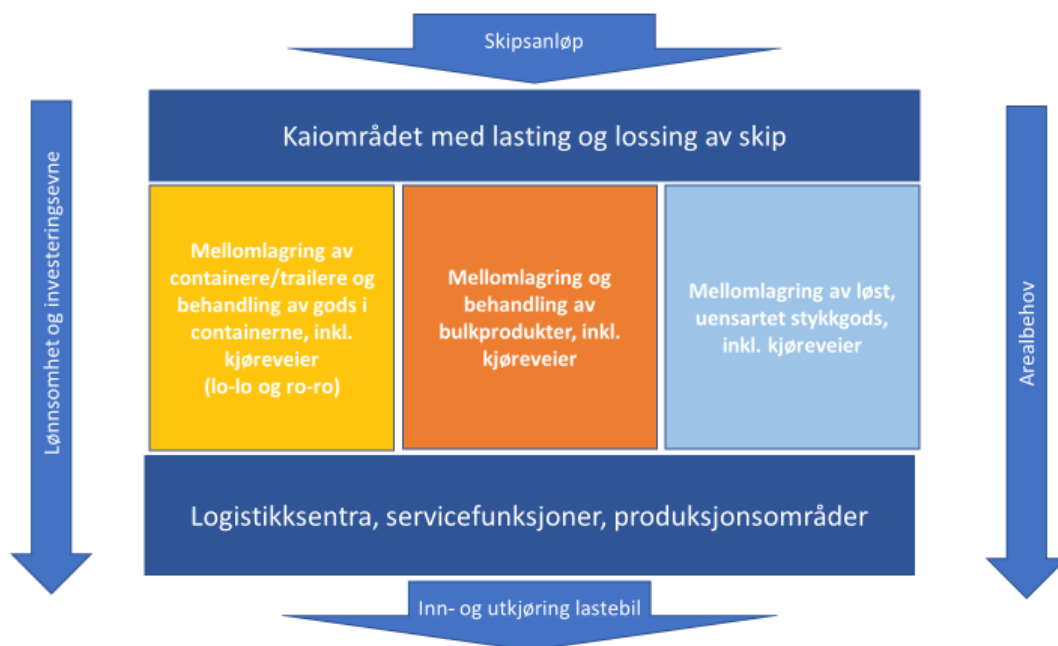 Skipsanløp
Kaiområdet med lasting og lossing av skip
Lønnsomhet og investeringsevne
Mellomlagring av
containere/trailere og
behandling av gods i
containerne, inkl.
kjøreveier
(lo-lo og ro-ro)
Mellomlagring og
behandling av
bulkprodukter, inkl.
kjøreveier
Mellomlagring av løst,
uensartet stykkgods,
inkl. kjøreveier
Arealbehov
Logistikksentra, servicefunksjoner, produksjonsområder
Inn- og utkjøring lastebil